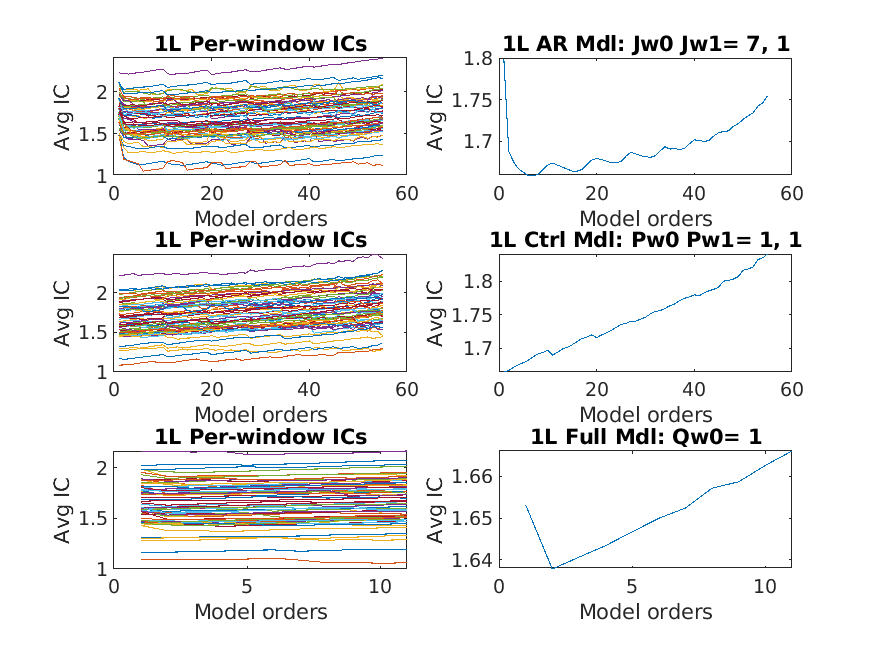 1L Per-window ICs
Avg IC
2
1.5
1
0
20
40
60
Model orders
1L AR Mdl: Jw0 Jw1= 7, 1
Avg IC
1.8
1.75
1.7
0
20
40
60
Model orders
1L Per-window ICs
Avg IC
2
1.5
1
0
20
40
60
Model orders
1L Ctrl Mdl: Pw0 Pw1= 1, 1
Avg IC
1.8
1.75
1.7
0
20
40
60
Model orders
1L Per-window ICs
Avg IC
2
1.5
1
0
5
10
Model orders
1L Full Mdl: Qw0= 1
Avg IC
1.66
1.65
1.64
0
5
10
Model orders